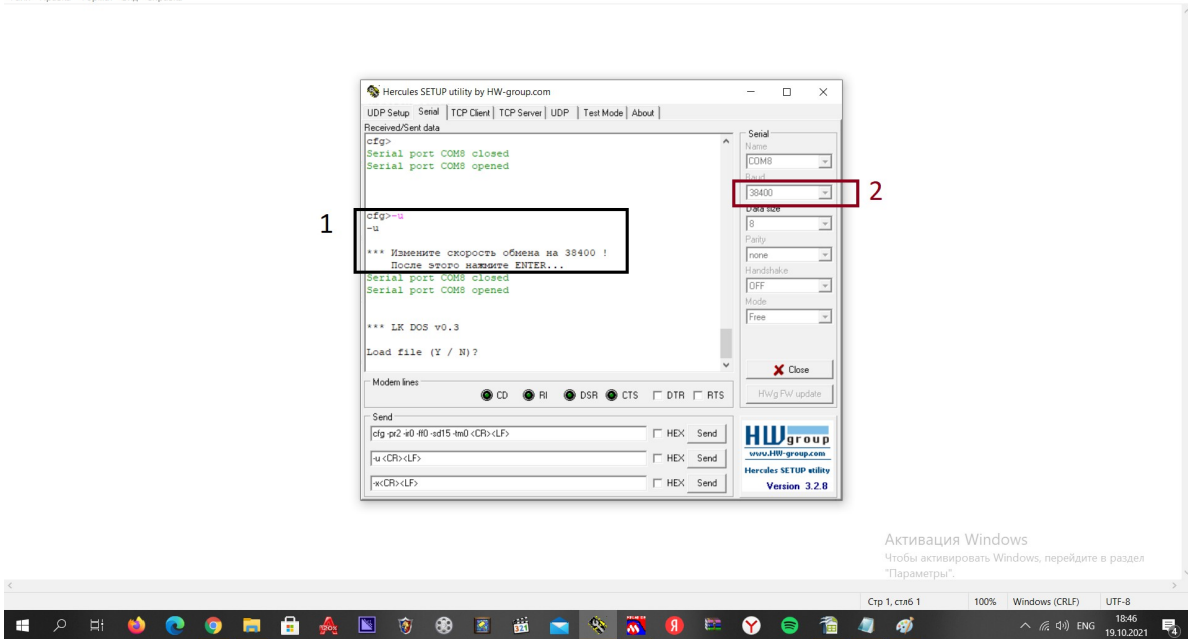 Hercules SETUP utility by HW-group.com
UDP Setup Serial TCP Client TCP Server UDP Test Mode About
Received/Sent data
cfg>
Serial port COM8 closed
Serial port COM8 opened
1
cfg>-u
-u
*** Измените скорость обмена на 38400 !
После этого нажмите ENTER...
Serial port COM8 closed
Serial port COM8 opened
*** LK DOS v0.3
Load file (Y / N)?
Serial
Name
COM8
Baud
38400
2
Data size
8
Parity
none
Handshake
OFF
Mode
Free
Close
HWg FW update
Modem lines
CD RI DSR CTS DTR RTS
Send
cfg -pr2 -ir0 -ff0 -sd15 -tm0 <CR><LF> HEX Send
-u <CR><LF> HEX Send
-x<CR><LF> HEX Send
HW group
www.HW-group.com
Hercules SETUP utility
Version 3.2.8
Активация Windows
Чтобы активировать Windows, перейдите в раздел
"Параметры".
Стр 1, стлб 1 100% Windows (CRLF) UTF-8
ENG 18:46
19.10.2021